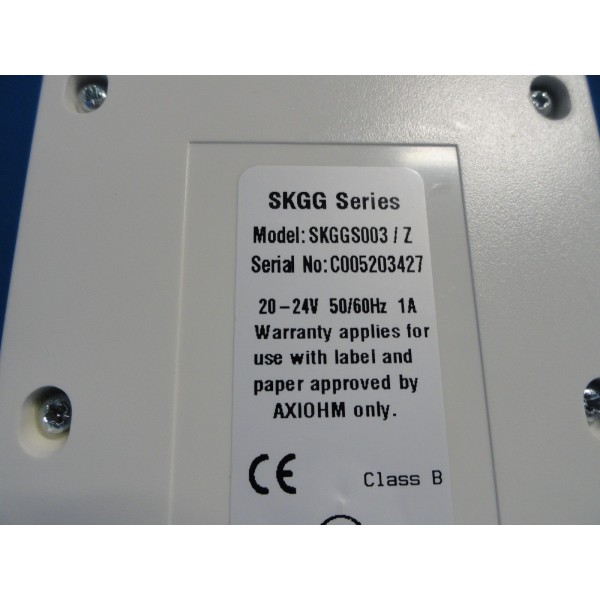 SKGG Series
Model: SKGGS003 / Z
Serial No: C005203427
20-24V 50/60Hz 1A
Warranty applies for
use with label and
paper approved by
AXIOHM only.
CE Class B